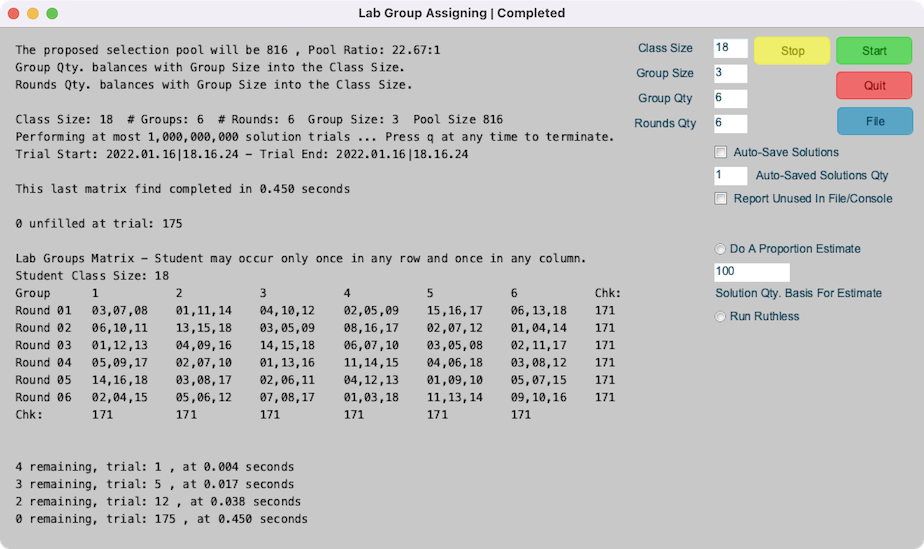 Lab Group Assigning | Completed
The proposed selection pool will be 816 , Pool Ratio: 22.67:1
Group Qty. balances with Group Size into the Class Size.
Rounds Qty. balances with Group Size into the Class Size.
Class Size: 18 # Groups: 6 # Rounds: 6 Group Size: 3 Pool Size 816
Performing at most 1,000,000,000 solution trials ... Press q at any time to terminate.
Trial Start: 2022.01.16|18.16.24 – Trial End: 2022.01.16|18.16.24
This last matrix find completed in 0.450 seconds
0 unfilled at trial: 175
Lab Groups Matrix – Student may occur only once in any row and once in any column.
Student Class Size: 18
Group 1 2 3 4 5 6 Chk:
Round 01 03,07,08 01,11,14 04,10,12 02,05,09 15,16,17 06,13,18 171
Round 02 06,10,11 13,15,18 03,05,09 08,16,17 02,07,12 01,04,14 171
Round 03 01,12,13 04,09,16 14,15,18 06,07,10 03,05,08 02,11,17 171
Round 04 05,09,17 02,07,10 01,13,16 11,14,15 04,06,18 03,08,12 171
Round 05 14,16,18 03,08,17 02,06,11 04,12,13 01,09,10 05,07,15 171
Round 06 02,04,15 05,06,12 07,08,17 01,03,18 11,13,14 09,10,16 171
Chk: 171 171 171 171 171 171
4 remaining, trial: 1 , at 0.004 seconds
3 remaining, trial: 5 , at 0.017 seconds
2 remaining, trial: 12 , at 0.038 seconds
0 remaining, trial: 175 , at 0.450 seconds
Class Size 18 Stop Start
Group Size 3 Quit
Group Qty 6
Rounds Qty 6 File
Auto-Save Solutions
1 Auto-Saved Solutions Qty
Report Unused In File/Console
Do A Proportion Estimate
100
Solution Qty. Basis For Estimate
Run Ruthless